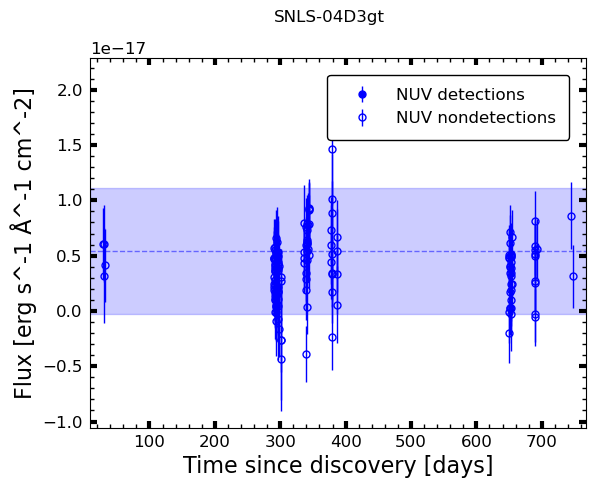 SNLS-04D3gt
1e−17
NUV detections
NUV nondetections
2.0
1.5
1.0
0.5
0.0
−0.5
−1.0
Flux [erg s^-1 Å^-1 cm^-2]
100 200 300 400 500 600 700
Time since discovery [days]